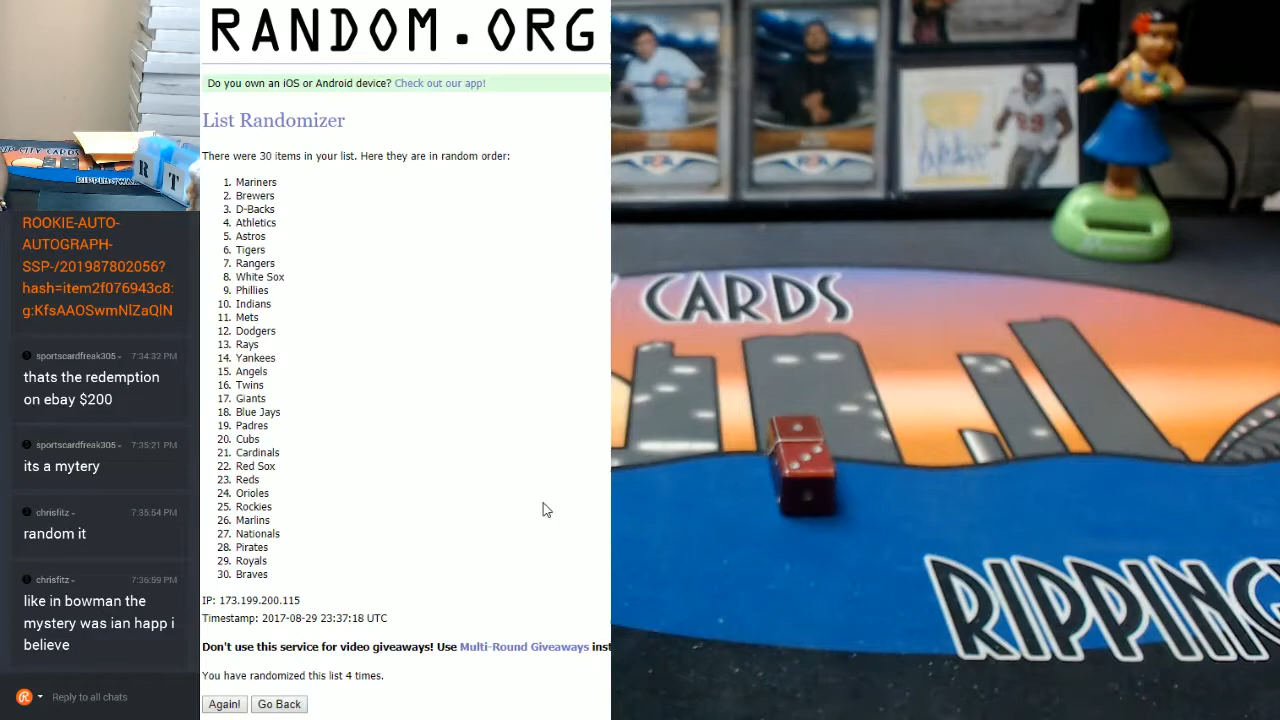 RANDOM.ORG
Do you own an iOS or Android device? Check out our app!
List Randomizer
There were 30 items in your list. Here they are in random order:
1. Mariners
2. Brewers
3. D-Backs
4. Athletics
5. Astros
6. Tigers
7. Rangers
8. White Sox
9. Phillies
10. Indians
11. Mets
12. Dodgers
13. Rays
14. Yankees
15. Angels
16. Twins
17. Giants
18. Blue Jays
19. Padres
20. Cubs
21. Cardinals
22. Red Sox
23. Reds
24. Orioles
25. Rockies
26. Marlins
27. Nationals
28. Pirates
29. Royals
30. Braves
IP: 173.199.200.115
Timestamp: 2017-08-29 23:37:18 UTC
Don't use this service for video giveaways! Use Multi-Round Giveaways inst
You have randomized this list 4 times.
Again!
Go Back
R T
ROOKIE-AUTO-
AUTOGRAPH-
SSP-/201987802056?
hash=item2f076943c8:
g:KfsAAOSwmNlZaQlN
sportscardfreak305 7:34:32 PM
thats the redemption
on ebay $200
sportscardfreak305 7:35:21 PM
its a mytery
chrisfitz 7:35:54 PM
random it
chrisfitz 7:36:59 PM
like in bowman the
mystery was ian happ i
believe
Reply to all chats
CARDS
RIPPING